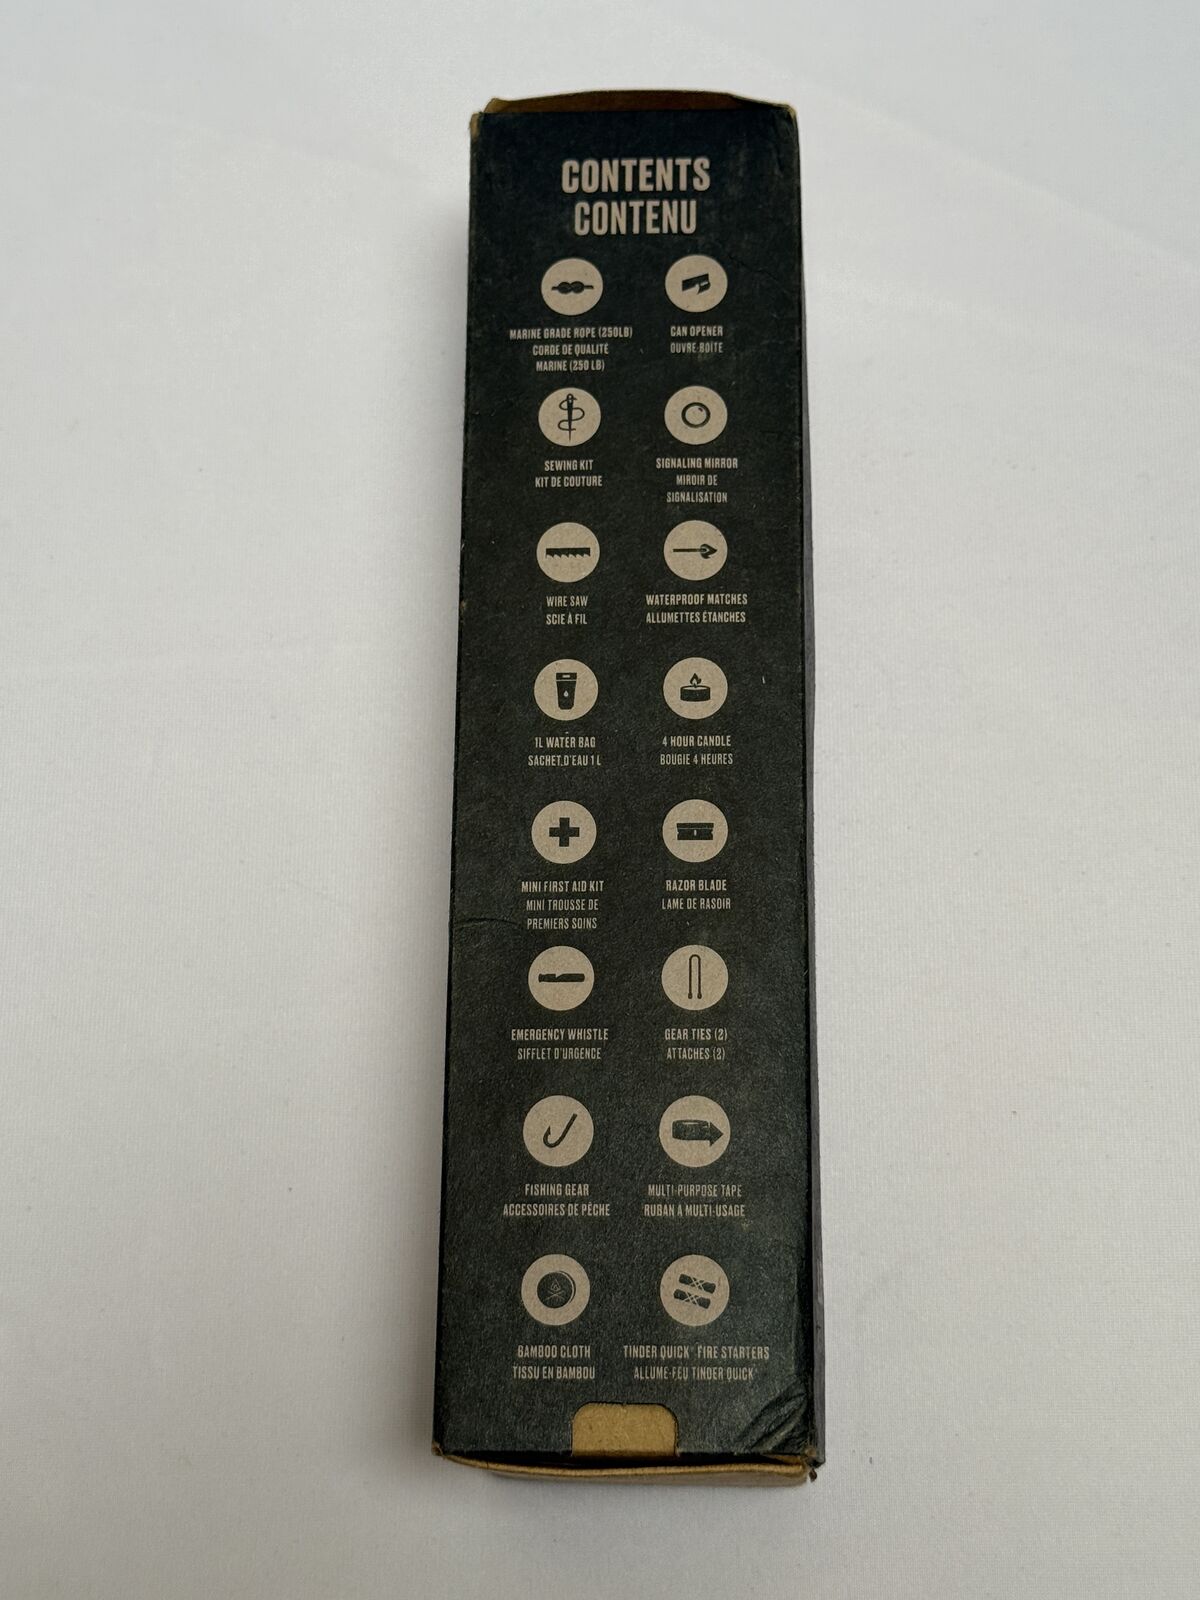 CONTENTS
CONTENU
MARINE GRADE ROPE (250LB)
CORDE DE QUALITÉ
MARINE (250 LB)
CAN OPENER
OUVRE-BOÎTE
SEWING KIT
KIT DE COUTURE
SIGNALING MIRROR
MIROIR DE
SIGNALISATION
WIRE SAW
SCIE À FIL
WATERPROOF MATCHES
ALLUMETTES ÉTANCHES
1L WATER BAG
SACHET D'EAU 1 L
4 HOUR CANDLE
BOUGIE 4 HEURES
MINI FIRST AID KIT
MINI TROUSSE DE
PREMIERS SOINS
RAZOR BLADE
LAME DE RASOIR
EMERGENCY WHISTLE
SIFFLET D'URGENCE
GEAR TIES (2)
ATTACHES (2)
FISHING GEAR
ACCESSOIRES DE PÊCHE
MULTI-PURPOSE TAPE
RUBAN À MULTI-USAGE
BAMBOO CLOTH
TISSU EN BAMBOU
TINDER QUICK® FIRE STARTERS
ALLUME-FEU TINDER QUICK®